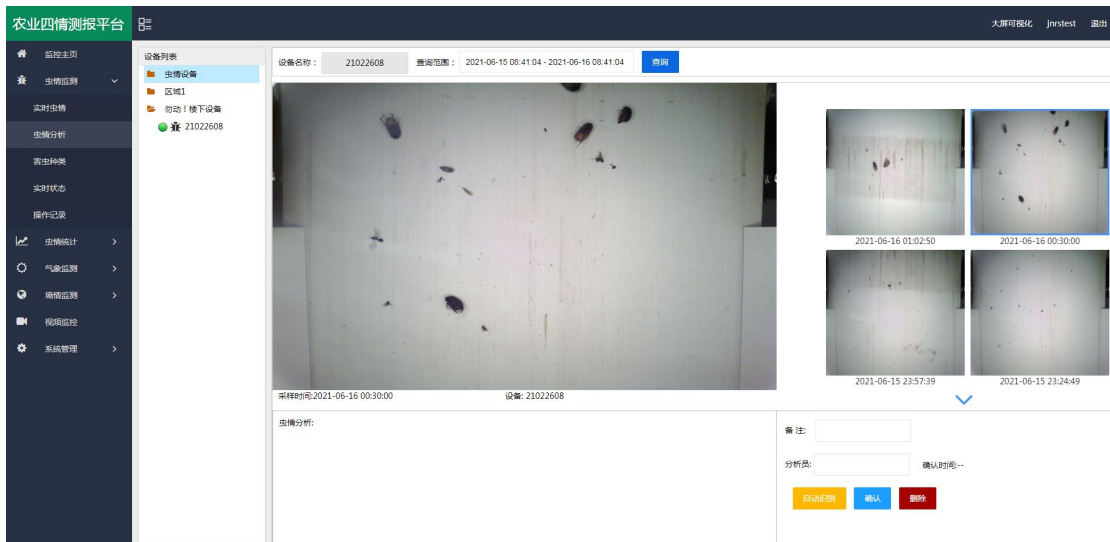 农业四情测报平台
大屏可视化 jnrstest 退出
监控主页
虫情监测
实时虫情
虫情分析
害虫种类
实时状态
操作记录
虫情统计
气象监测
墒情监测
视频监控
系统管理
设备列表
虫情设备
区域1
勿动！楼下设备
21022608
设备名称： 21022608 查询范围： 2021-06-15 08:41:04 - 2021-06-16 08:41:04 查询
2021-06-16 01:02:50 2021-06-16 00:30:00
2021-06-15 23:57:39 2021-06-15 23:24:49
采样时间:2021-06-16 00:30:00 设备: 21022608
虫情分析:
备 注:
分析员: 确认时间:--
自动识别 确认 删除